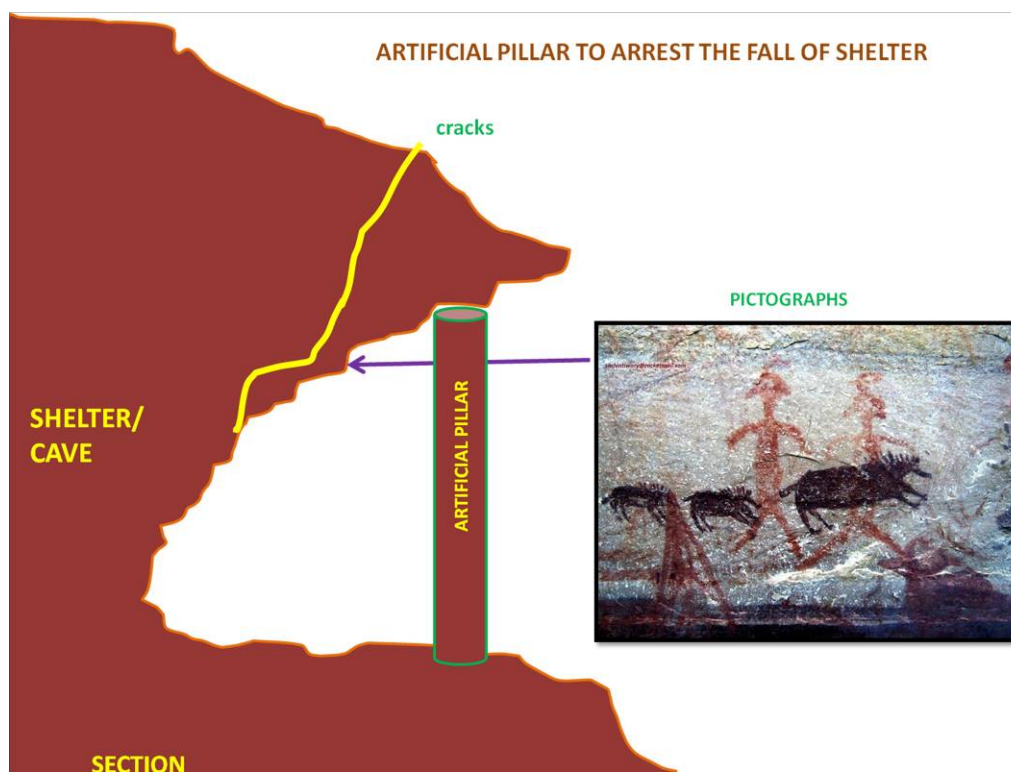 ARTIFICIAL PILLAR TO ARREST THE FALL OF SHELTER
cracks
PICTOGRAPHS
SHELTER/
CAVE
ARTIFICIAL PILLAR
SECTION